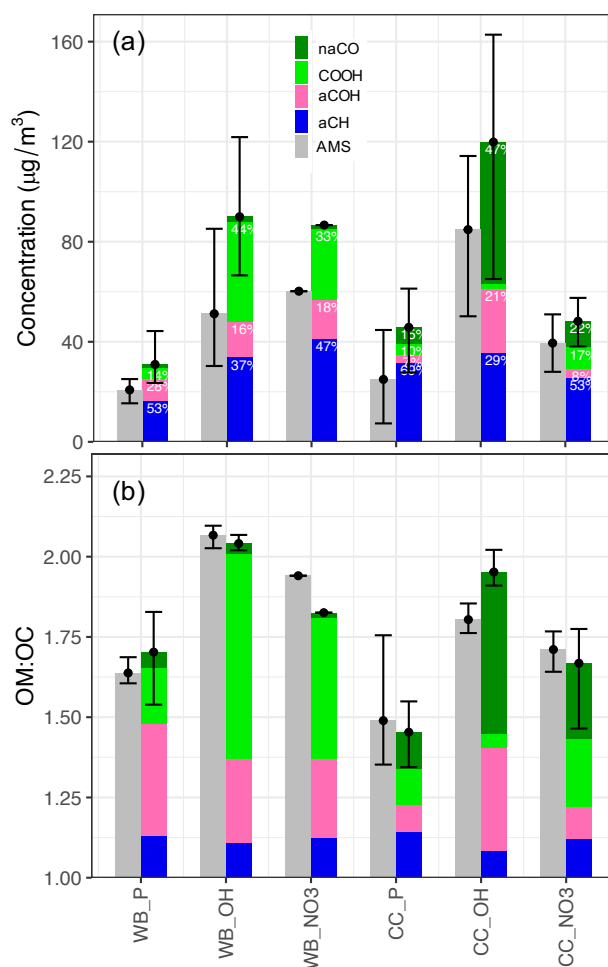 (a)
naCO
COOH
aCOH
aCH
AMS
Concentration (μg/m³)
160
120
80
40
0
14%
28%
53%
44%
16%
37%
33%
18%
47%
15%
10%
47%
21%
29%
22%
17%
8%
53%
(b)
OM:OC
2.25
2.00
1.75
1.50
1.25
1.00
WB_P
WB_OH
WB_NO3
CC_P
CC_OH
CC_NO3